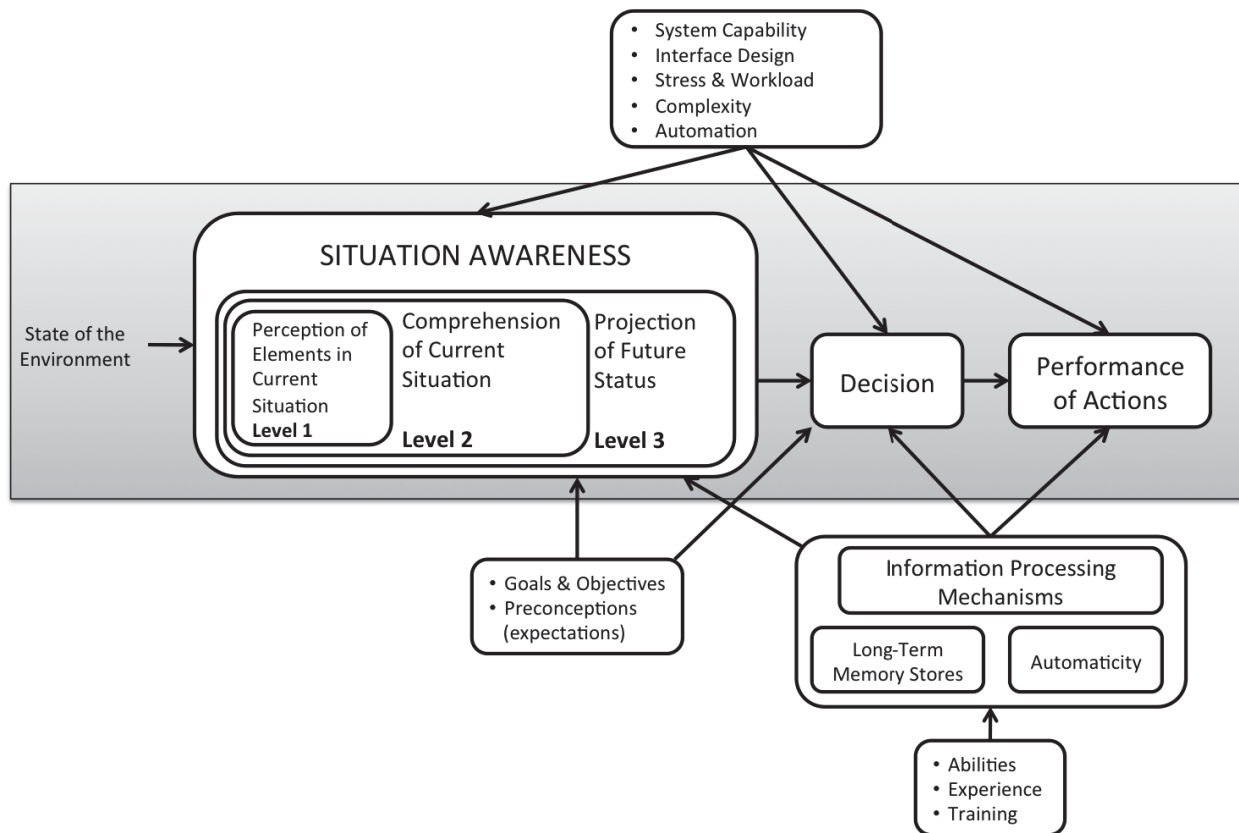 • System Capability
• Interface Design
• Stress & Workload
• Complexity
• Automation
SITUATION AWARENESS
State of the
Environment
Perception of
Elements in
Current
Situation
Level 1
Comprehension
of Current
Situation
Level 2
Projection
of Future
Status
Level 3
Decision
Performance
of Actions
• Goals & Objectives
• Preconceptions
(expectations)
Information Processing
Mechanisms
Long-Term
Memory Stores
Automaticity
• Abilities
• Experience
• Training